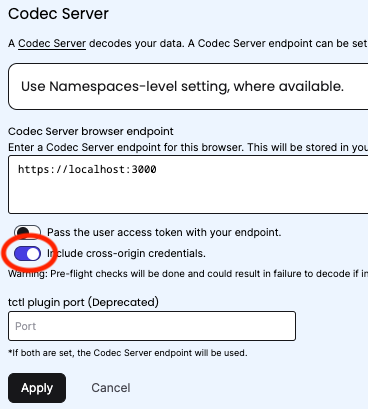 Codec Server
A Codec Server decodes your data. A Codec Server endpoint can be set
Use Namespaces-level setting, where available.
Codec Server browser endpoint
Enter a Codec Server endpoint for this browser. This will be stored in you
https://localhost:3000
Pass the user access token with your endpoint.
Include cross-origin credentials.
Warning: Pre-flight checks will be done and could result in failure to decode if in
tctl plugin port (Deprecated)
Port
*If both are set, the Codec Server endpoint will be used.
Apply Cancel